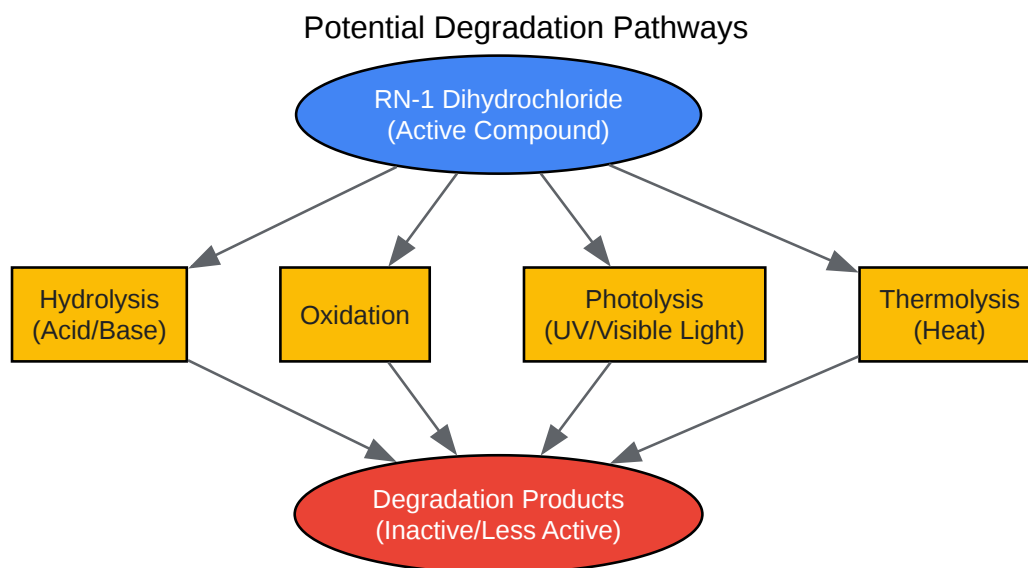 Potential Degradation Pathways
RN-1 Dihydrochloride
(Active Compound)
Hydrolysis
(Acid/Base)
Oxidation
Photolysis
(UV/Visible Light)
Thermolysis
(Heat)
Degradation Products
(Inactive/Less Active)